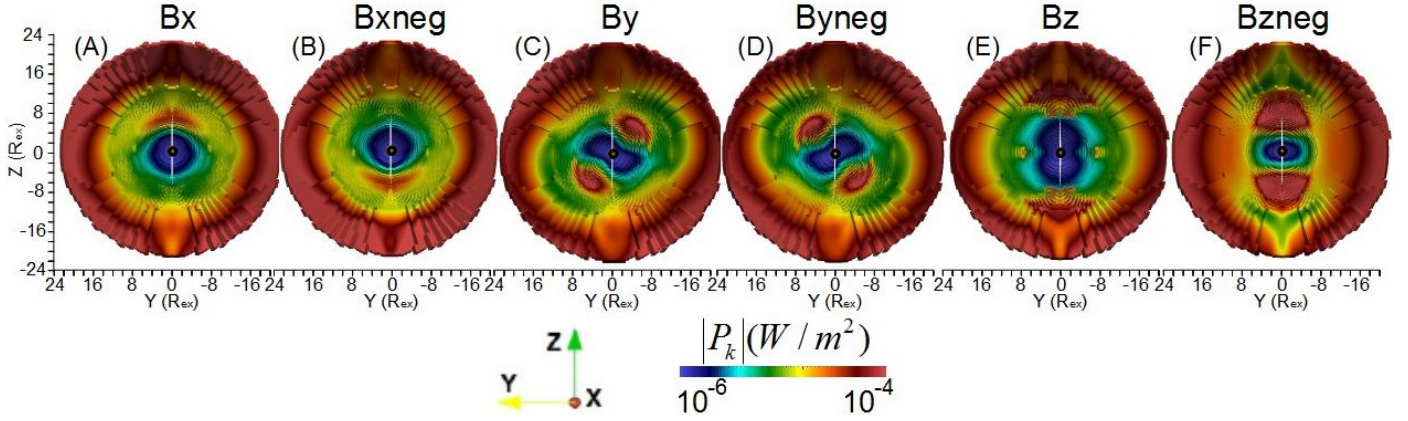 Bx Bxneg By Byneg Bz Bzneg
24 (A) (B) (C) (D) (E) (F)
16
8
Z (Rex) 0
-8
-16
-24
24 16 8 0 -8 -16 24 16 8 0 -8 -16 24 16 8 0 -8 -16 24 16 8 0 -8 -16 24 16 8 0 -8 -16 24 16 8 0 -8 -16
Y (Rex) Y (Rex) Y (Rex) Y (Rex) Y (Rex) Y (Rex)
|Pk|(W / m²)
Z
Y X
10⁻⁶ 10⁻⁴